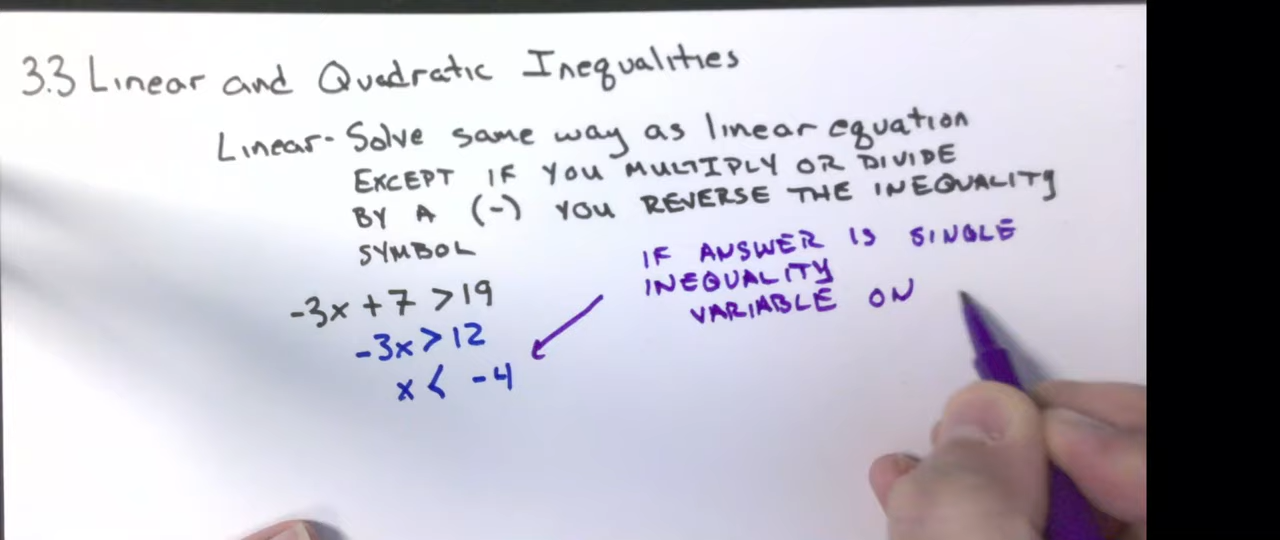 3.3 Linear and Quadratic Inequalities
Linear- Solve same way as linear equation
EXCEPT IF YOU MULTIPLY OR DIVIDE
BY A (-) YOU REVERSE THE INEQUALITY
SYMBOL
IF ANSWER IS SINGLE
INEQUALITY
VARIABLE ON
-3x + 7 > 19
-3x > 12
x < -4